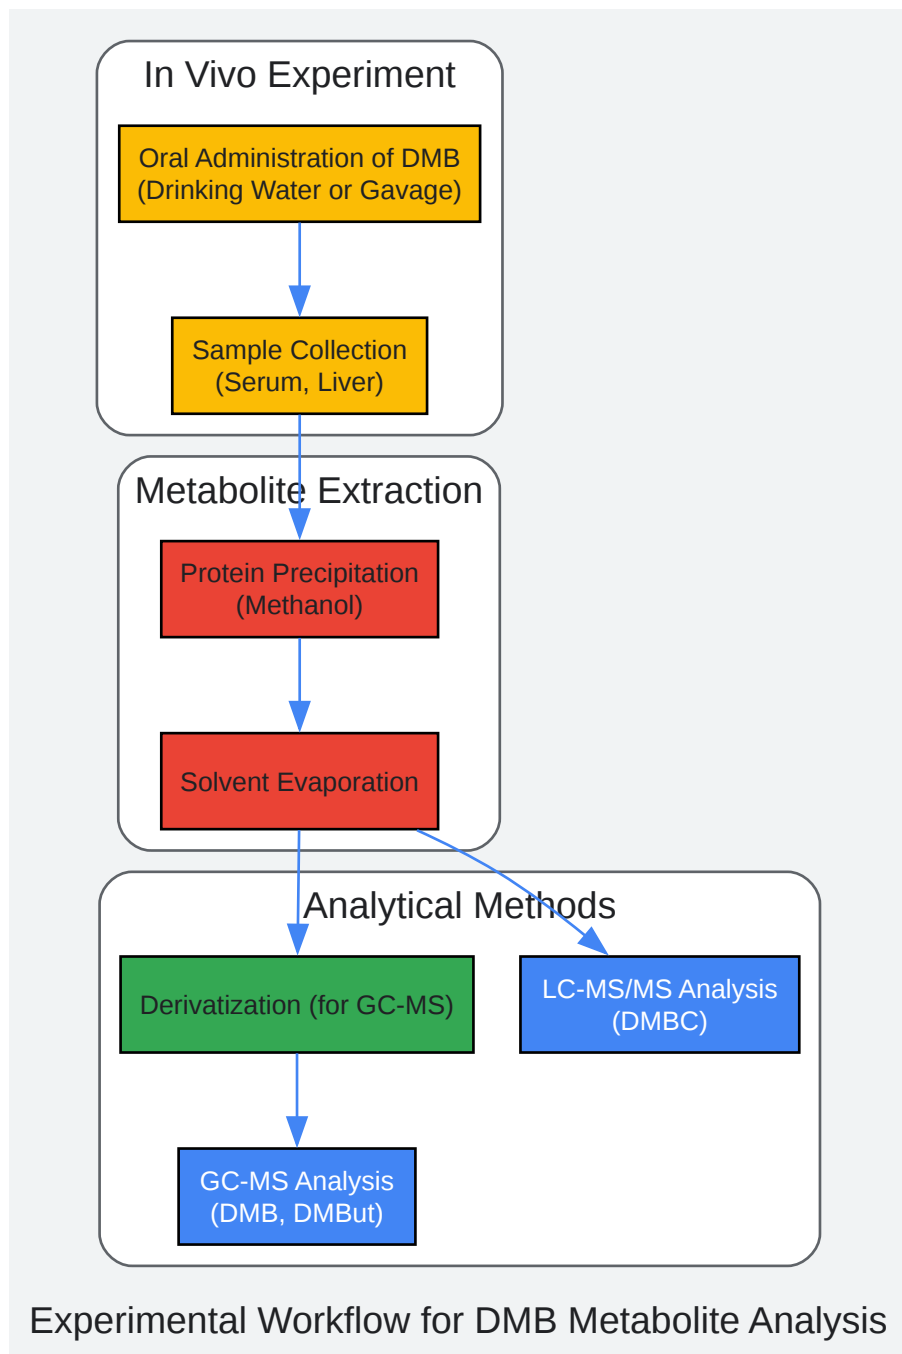 In Vivo Experiment
Oral Administration of DMB
(Drinking Water or Gavage)
Sample Collection
(Serum, Liver)
Metabolite Extraction
Protein Precipitation
(Methanol)
Solvent Evaporation
Analytical Methods
Derivatization (for GC-MS)
LC-MS/MS Analysis
(DMBC)
GC-MS Analysis
(DMB, DMBut)
Experimental Workflow for DMB Metabolite Analysis